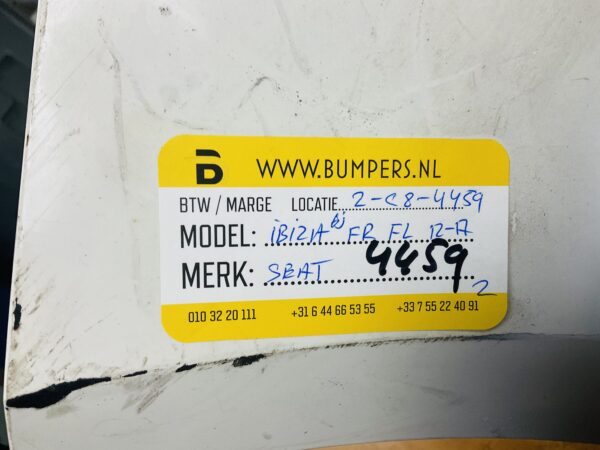 WWW.BUMPERS.NL
BTW / MARGE LOCATIE 2-C8-4459
MODEL: iBIZIA 6J FR FL 12-17
MERK: SEAT 4459 2
010 32 20 111 +31 6 44 66 53 55 +33 7 55 22 40 91